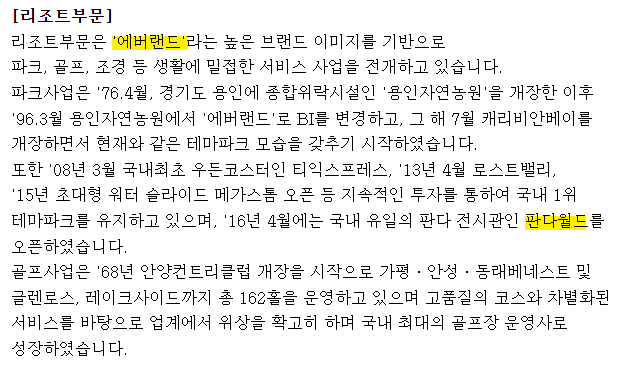 [리조트부문]
리조트부문은 '에버랜드'라는 높은 브랜드 이미지를 기반으로
파크, 골프, 조경 등 생활에 밀접한 서비스 사업을 전개하고 있습니다.
파크사업은 '76.4월, 경기도 용인에 종합위락시설인 '용인자연농원'을 개장한 이후
'96.3월 용인자연농원에서 '에버랜드'로 BI를 변경하고, 그 해 7월 캐리비안베이를
개장하면서 현재와 같은 테마파크 모습을 갖추기 시작하였습니다.
또한 '08년 3월 국내최초 우든코스터인 티익스프레스, '13년 4월 로스트밸리,
'15년 초대형 워터 슬라이드 메가스톰 오픈 등 지속적인 투자를 통하여 국내 1위
테마파크를 유지하고 있으며, '16년 4월에는 국내 유일의 판다 전시관인 판다월드를
오픈하였습니다.
골프사업은 '68년 안양컨트리클럽 개장을 시작으로 가평·안성·동래베네스트 및
글렌로스, 레이크사이드까지 총 162홀을 운영하고 있으며 고품질의 코스와 차별화된
서비스를 바탕으로 업계에서 위상을 확고히 하며 국내 최대의 골프장 운영사로
성장하였습니다.